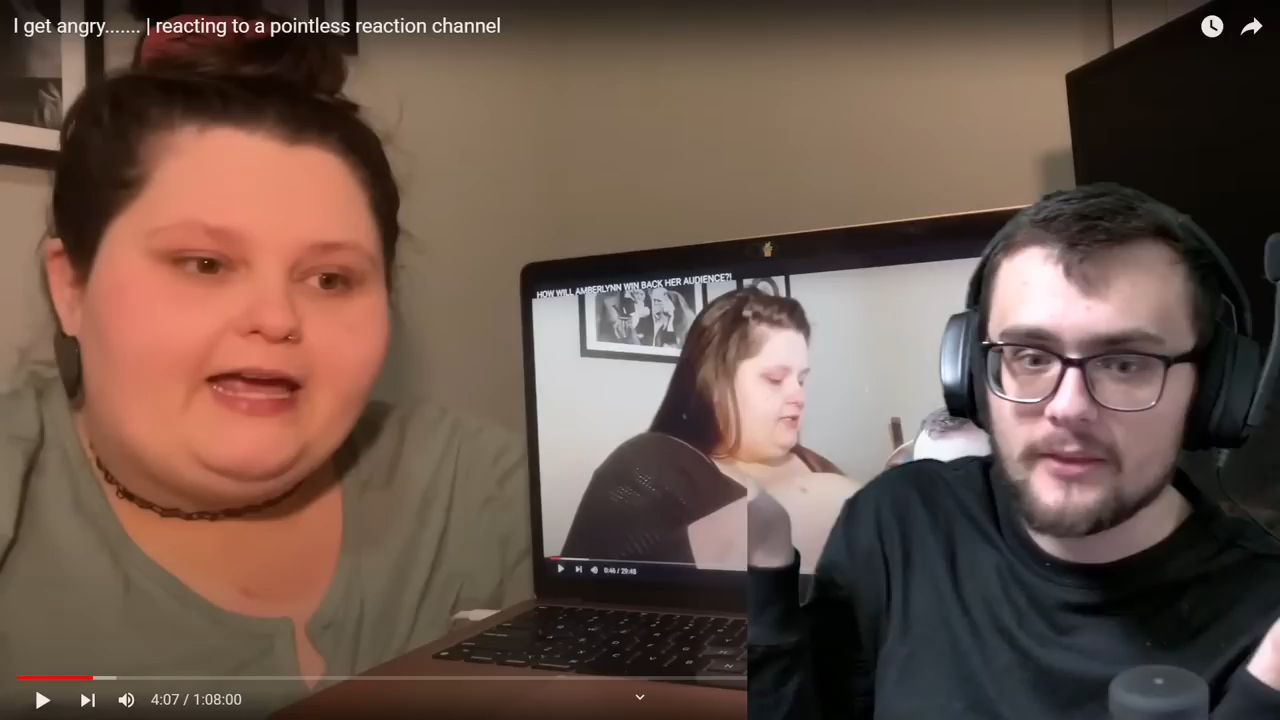 I get angry....... | reacting to a pointless reaction channel
HOW WILL AMBERLYNN WIN BACK HER AUDIENCE?!
0:46 / 29:48
4:07 / 1:08:00